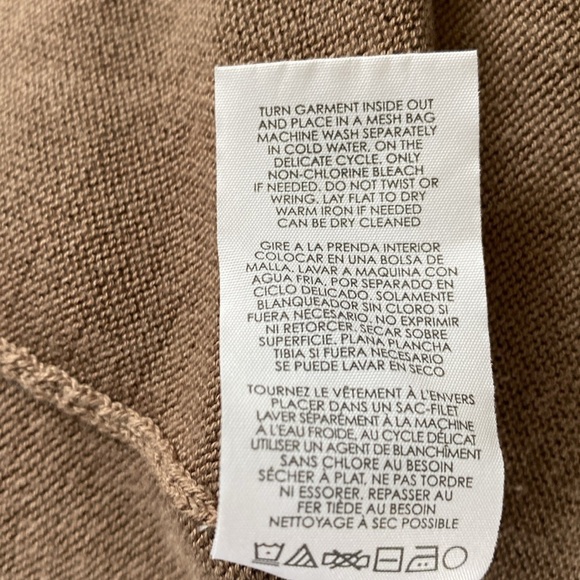 TURN GARMENT INSIDE OUT
AND PLACE IN A MESH BAG
MACHINE WASH SEPARATELY
IN COLD WATER. ON THE
DELICATE CYCLE. ONLY
NON-CHLORINE BLEACH
IF NEEDED. DO NOT TWIST OR
WRING. LAY FLAT TO DRY
WARM IRON IF NEEDED
CAN BE DRY CLEANED
GIRE A LA PRENDA INTERIOR
COLOCAR EN UNA BOLSA DE
MALLA. LAVAR A MAQUINA CON
AGUA FRIA, POR SEPARADO EN
CICLO DELICADO. SOLAMENTE
BLANQUEADOR SIN CLORO SI
FUERA NECESARIO. NO EXPRIMIR
NI RETORCER. SECAR SOBRE
SUPERFICIE. PLANA PLANCHA
TIBIA SI FUERA NECESARIO
SE PUEDE LAVAR EN SECO
TOURNEZ LE VÊTEMENT À L'ENVERS
PLACER DANS UN SAC-FILET
LAVER SÉPARÉMENT À LA MACHINE
A L'EAU FROIDE, AU CYCLE DÉLICAT
UTILISER UN AGENT DE BLANCHÎMENT
SANS CHLORE AU BESOIN
SÉCHER À PLAT, NE PAS TORDRE
NI ESSORER. REPASSER AU
FER TIÉDE AU BESOIN
NETTOYAGE À SEC POSSIBLE